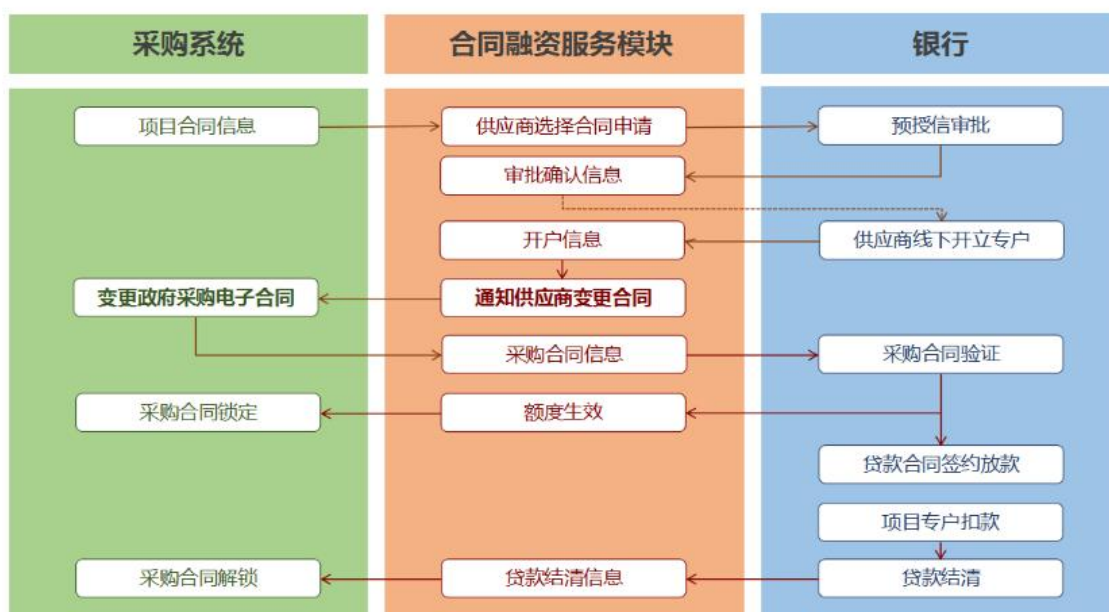 采购系统
合同融资服务模块
银行
项目合同信息
供应商选择合同申请
预授信审批
审批确认信息
开户信息
供应商线下开立专户
变更政府采购电子合同
通知供应商变更合同
采购合同信息
采购合同验证
采购合同锁定
额度生效
贷款合同签约放款
项目专户扣款
采购合同解锁
贷款结清信息
贷款结清